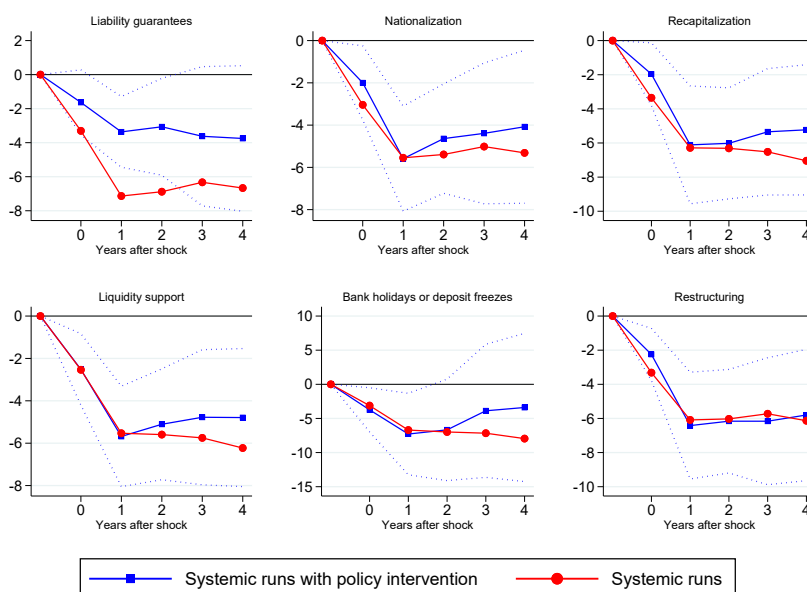 Liability guarantees
2
0
-2
-4
-6
-8
0 1 2 3 4
Years after shock
Nationalization
0
-2
-4
-6
-8
0 1 2 3 4
Years after shock
Recapitalization
0
-2
-4
-6
-8
-10
0 1 2 3 4
Years after shock
Liquidity support
0
-2
-4
-6
-8
0 1 2 3 4
Years after shock
Bank holidays or deposit freezes
10
5
0
-5
-10
-15
0 1 2 3 4
Years after shock
Restructuring
0
-2
-4
-6
-8
-10
0 1 2 3 4
Years after shock
Systemic runs with policy intervention
Systemic runs